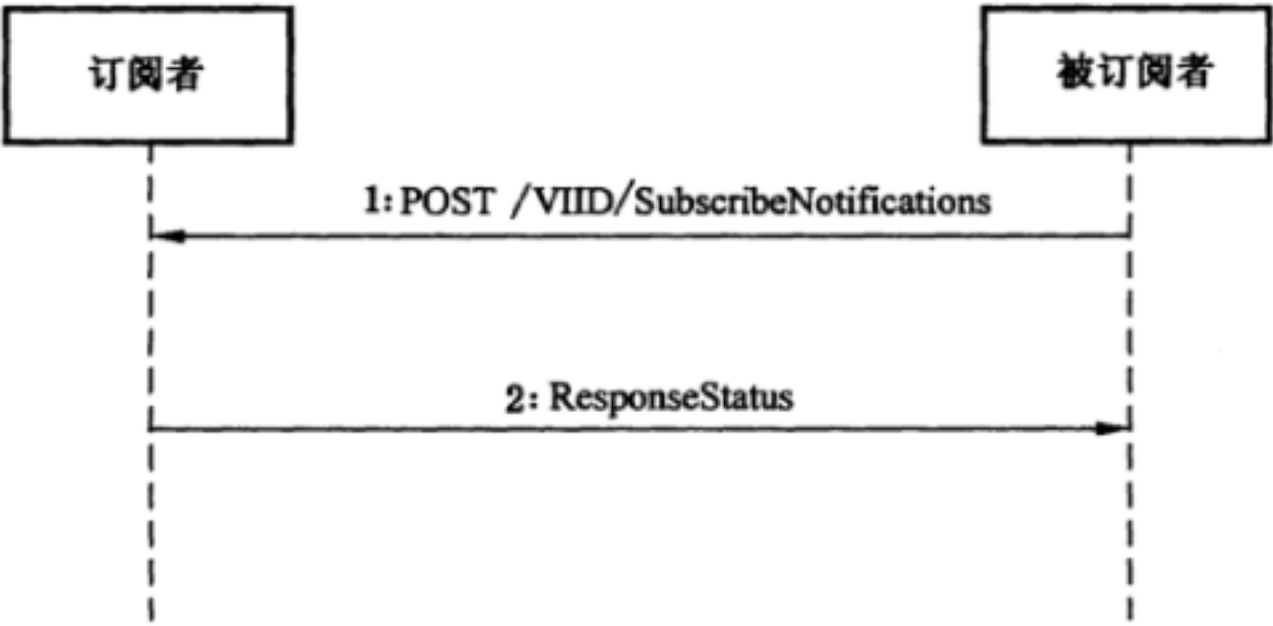 订阅者
被订阅者
1: POST /VIID/SubscribeNotifications
2: ResponseStatus